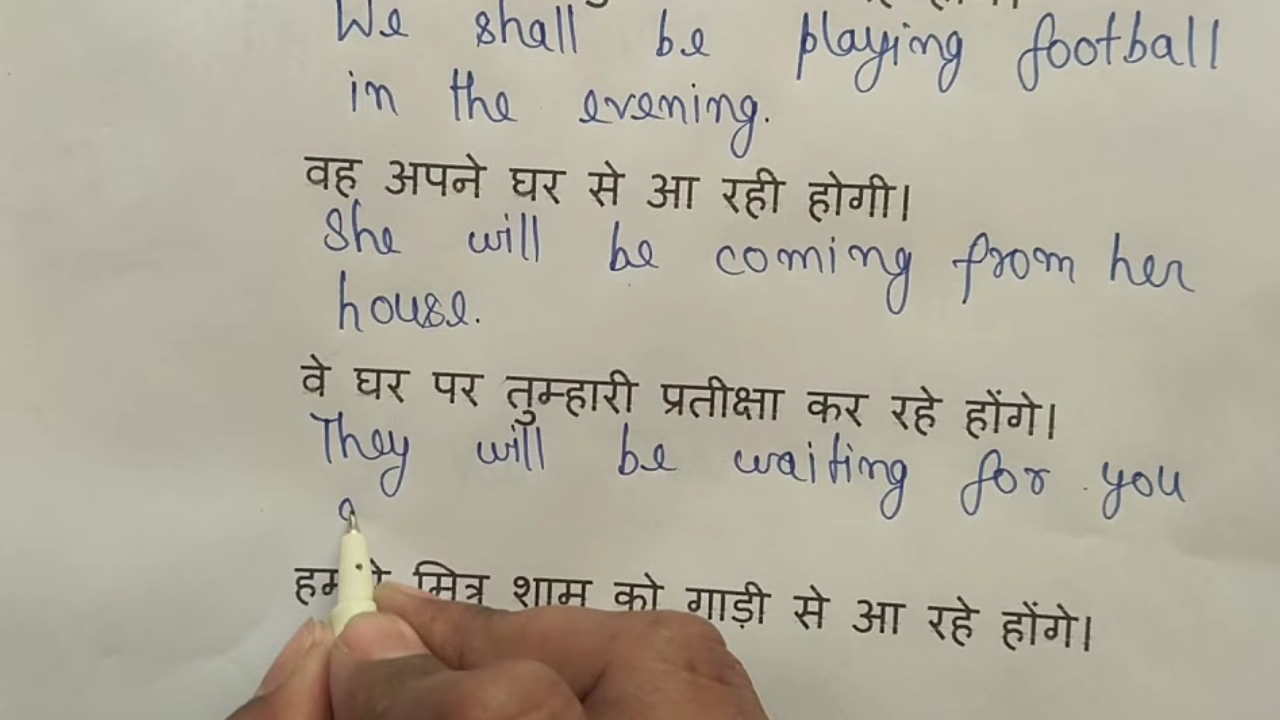 We shall be playing football
in the evening.
वह अपने घर से आ रही होगी।
She will be coming from her
house.
वे घर पर तुम्हारी प्रतीक्षा कर रहे होंगे।
They will be waiting for you
a
मित्र शाम को गाड़ी से आ रहे होंगे।